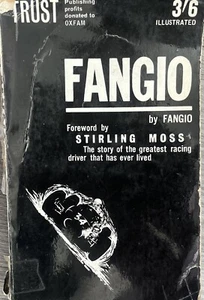 TRUST
Publishing
profits
donated to
OXFAM
3/6
ILLUSTRATED
FANGIO
by FANGIO
Foreword by
STIRLING MOSS
The story of the greatest racing
driver that has ever lived